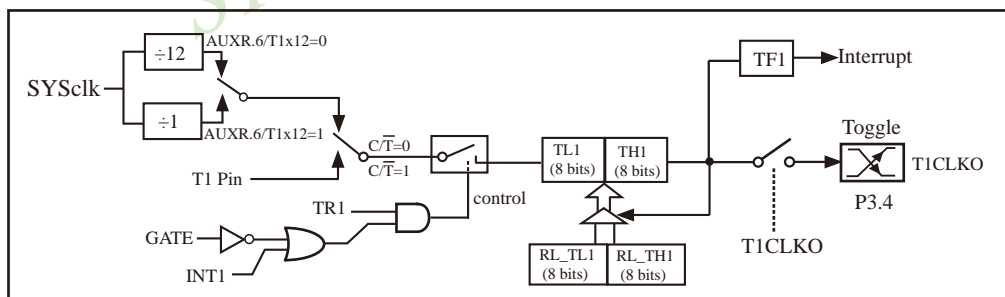 ÷12
AUXR.6/T1x12=0
SYSclk
÷1
AUXR.6/T1x12=1
T1 Pin
C/T̅=0
C/T̅=1
control
TR1
GATE
INT1
TL1
(8 bits)
TH1
(8 bits)
RL_TL1
(8 bits)
RL_TH1
(8 bits)
TF1
Interrupt
Toggle
T1CLKO
P3.4
T1CLKO